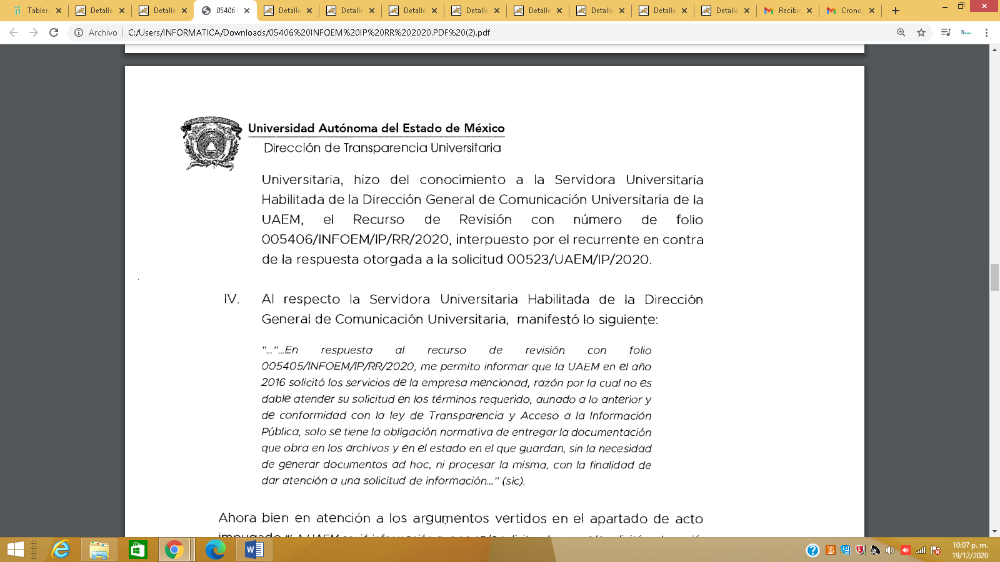 Tablero
Detalle
Detalle
05406 I
Detalle
Detalle
Detalle
Detalle
Detalle
Detalle
Detalle
Detalle
Recibid
Crono
Archivo
C:/Users/INFORMATICA/Downloads/05406%20INFOEM%20IP%20RR%202020.PDF%20(2).pdf
Universidad Autónoma del Estado de México
Dirección de Transparencia Universitaria
Universitaria, hizo del conocimiento a la Servidora Universitaria
Habilitada de la Dirección General de Comunicación Universitaria de la
UAEM, el Recurso de Revisión con número de folio
005406/INFOEM/IP/RR/2020, interpuesto por el recurrente en contra
de la respuesta otorgada a la solicitud 00523/UAEM/IP/2020.
IV. Al respecto la Servidora Universitaria Habilitada de la Dirección
General de Comunicación Universitaria, manifestó lo siguiente:
“...“...En respuesta al recurso de revisión con folio
005405/INFOEM/IP/RR/2020, me permito informar que la UAEM en el año
2016 solicitó los servicios de la empresa mencionad, razón por la cual no es
dable atender su solicitud en los términos requerido, aunado a lo anterior y
de conformidad con la ley de Transparencia y Acceso a la Información
Pública, solo se tiene la obligación normativa de entregar la documentación
que obra en los archivos y en el estado en el que guardan, sin la necesidad
de generar documentos ad hoc, ni procesar la misma, con la finalidad de
dar atención a una solicitud de información...” (sic).
Ahora bien en atención a los argumentos vertidos en el apartado de acto
10:07 p. m.
19/12/2020